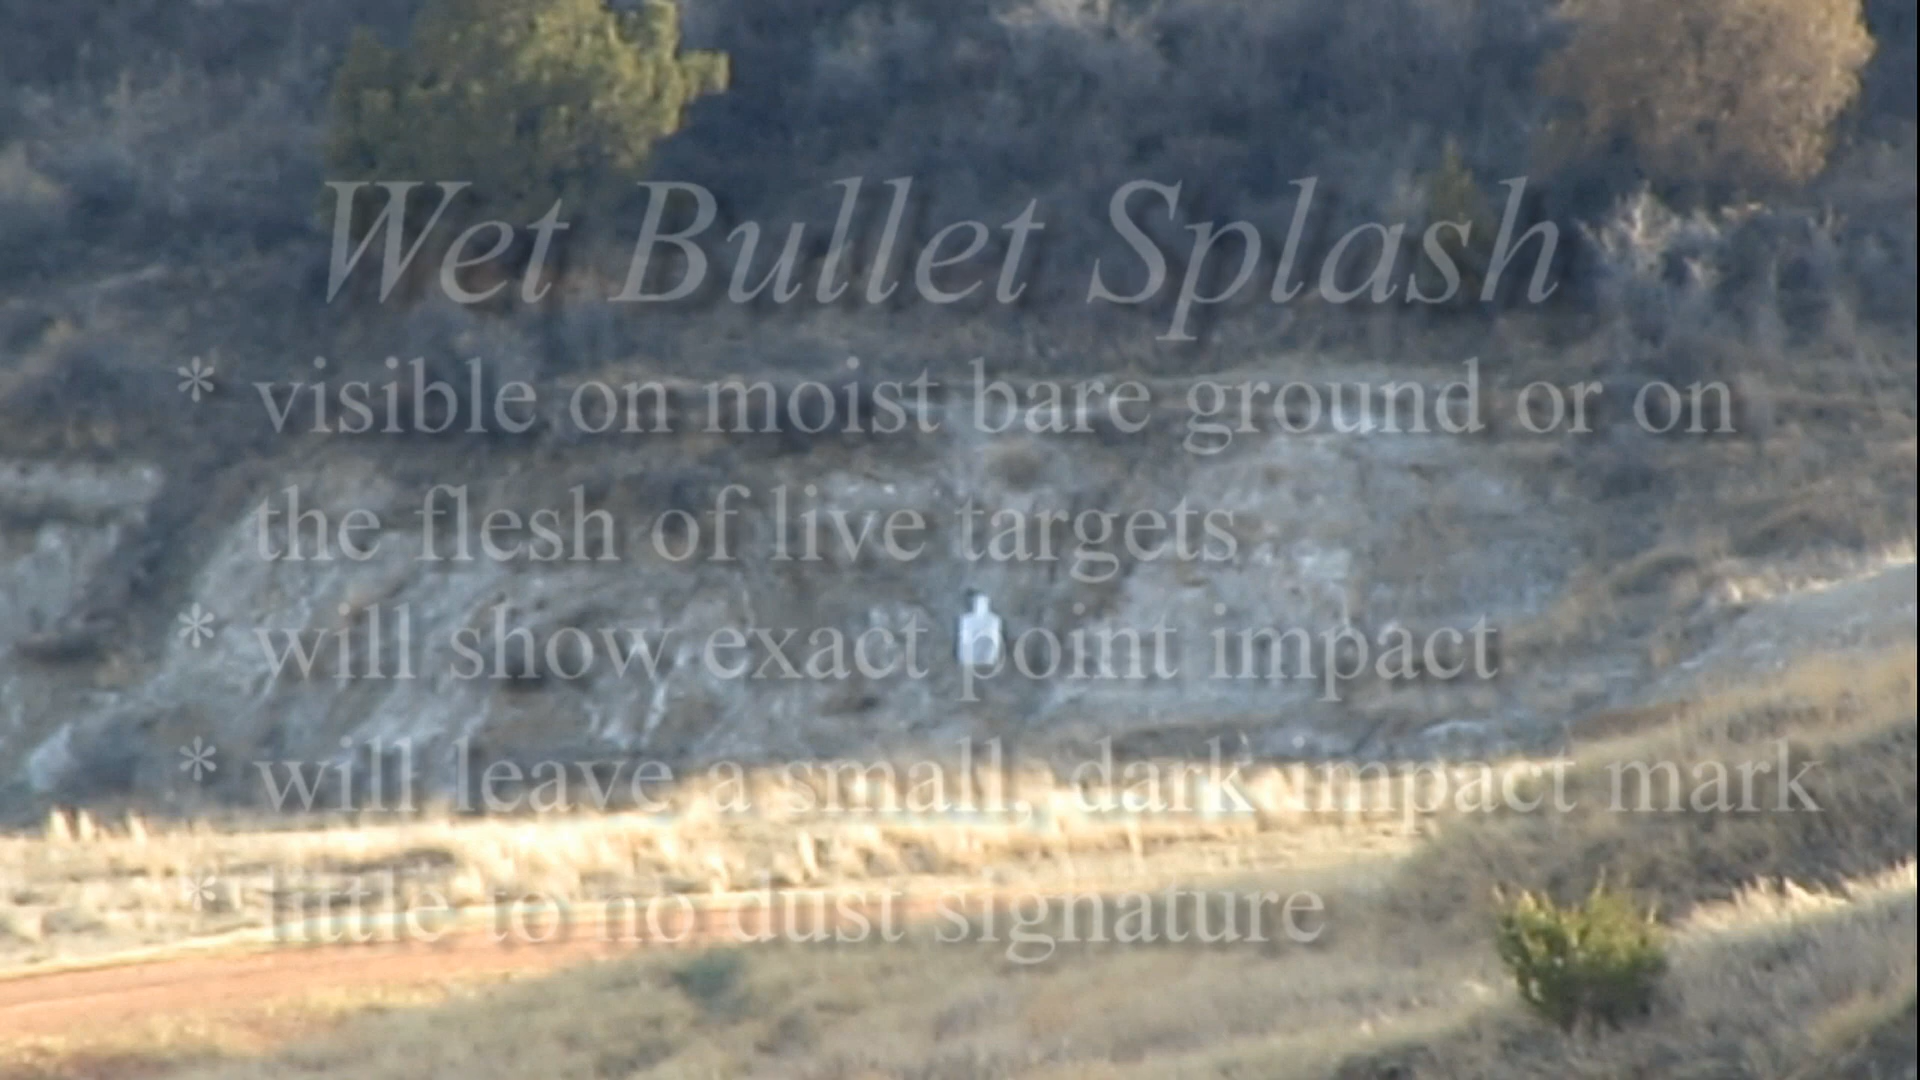 Wet Bullet Splash
* visible on moist bare ground or on
the flesh of live targets
* will show exact point impact
* will leave a small, dark impact mark
* little to no dust signature